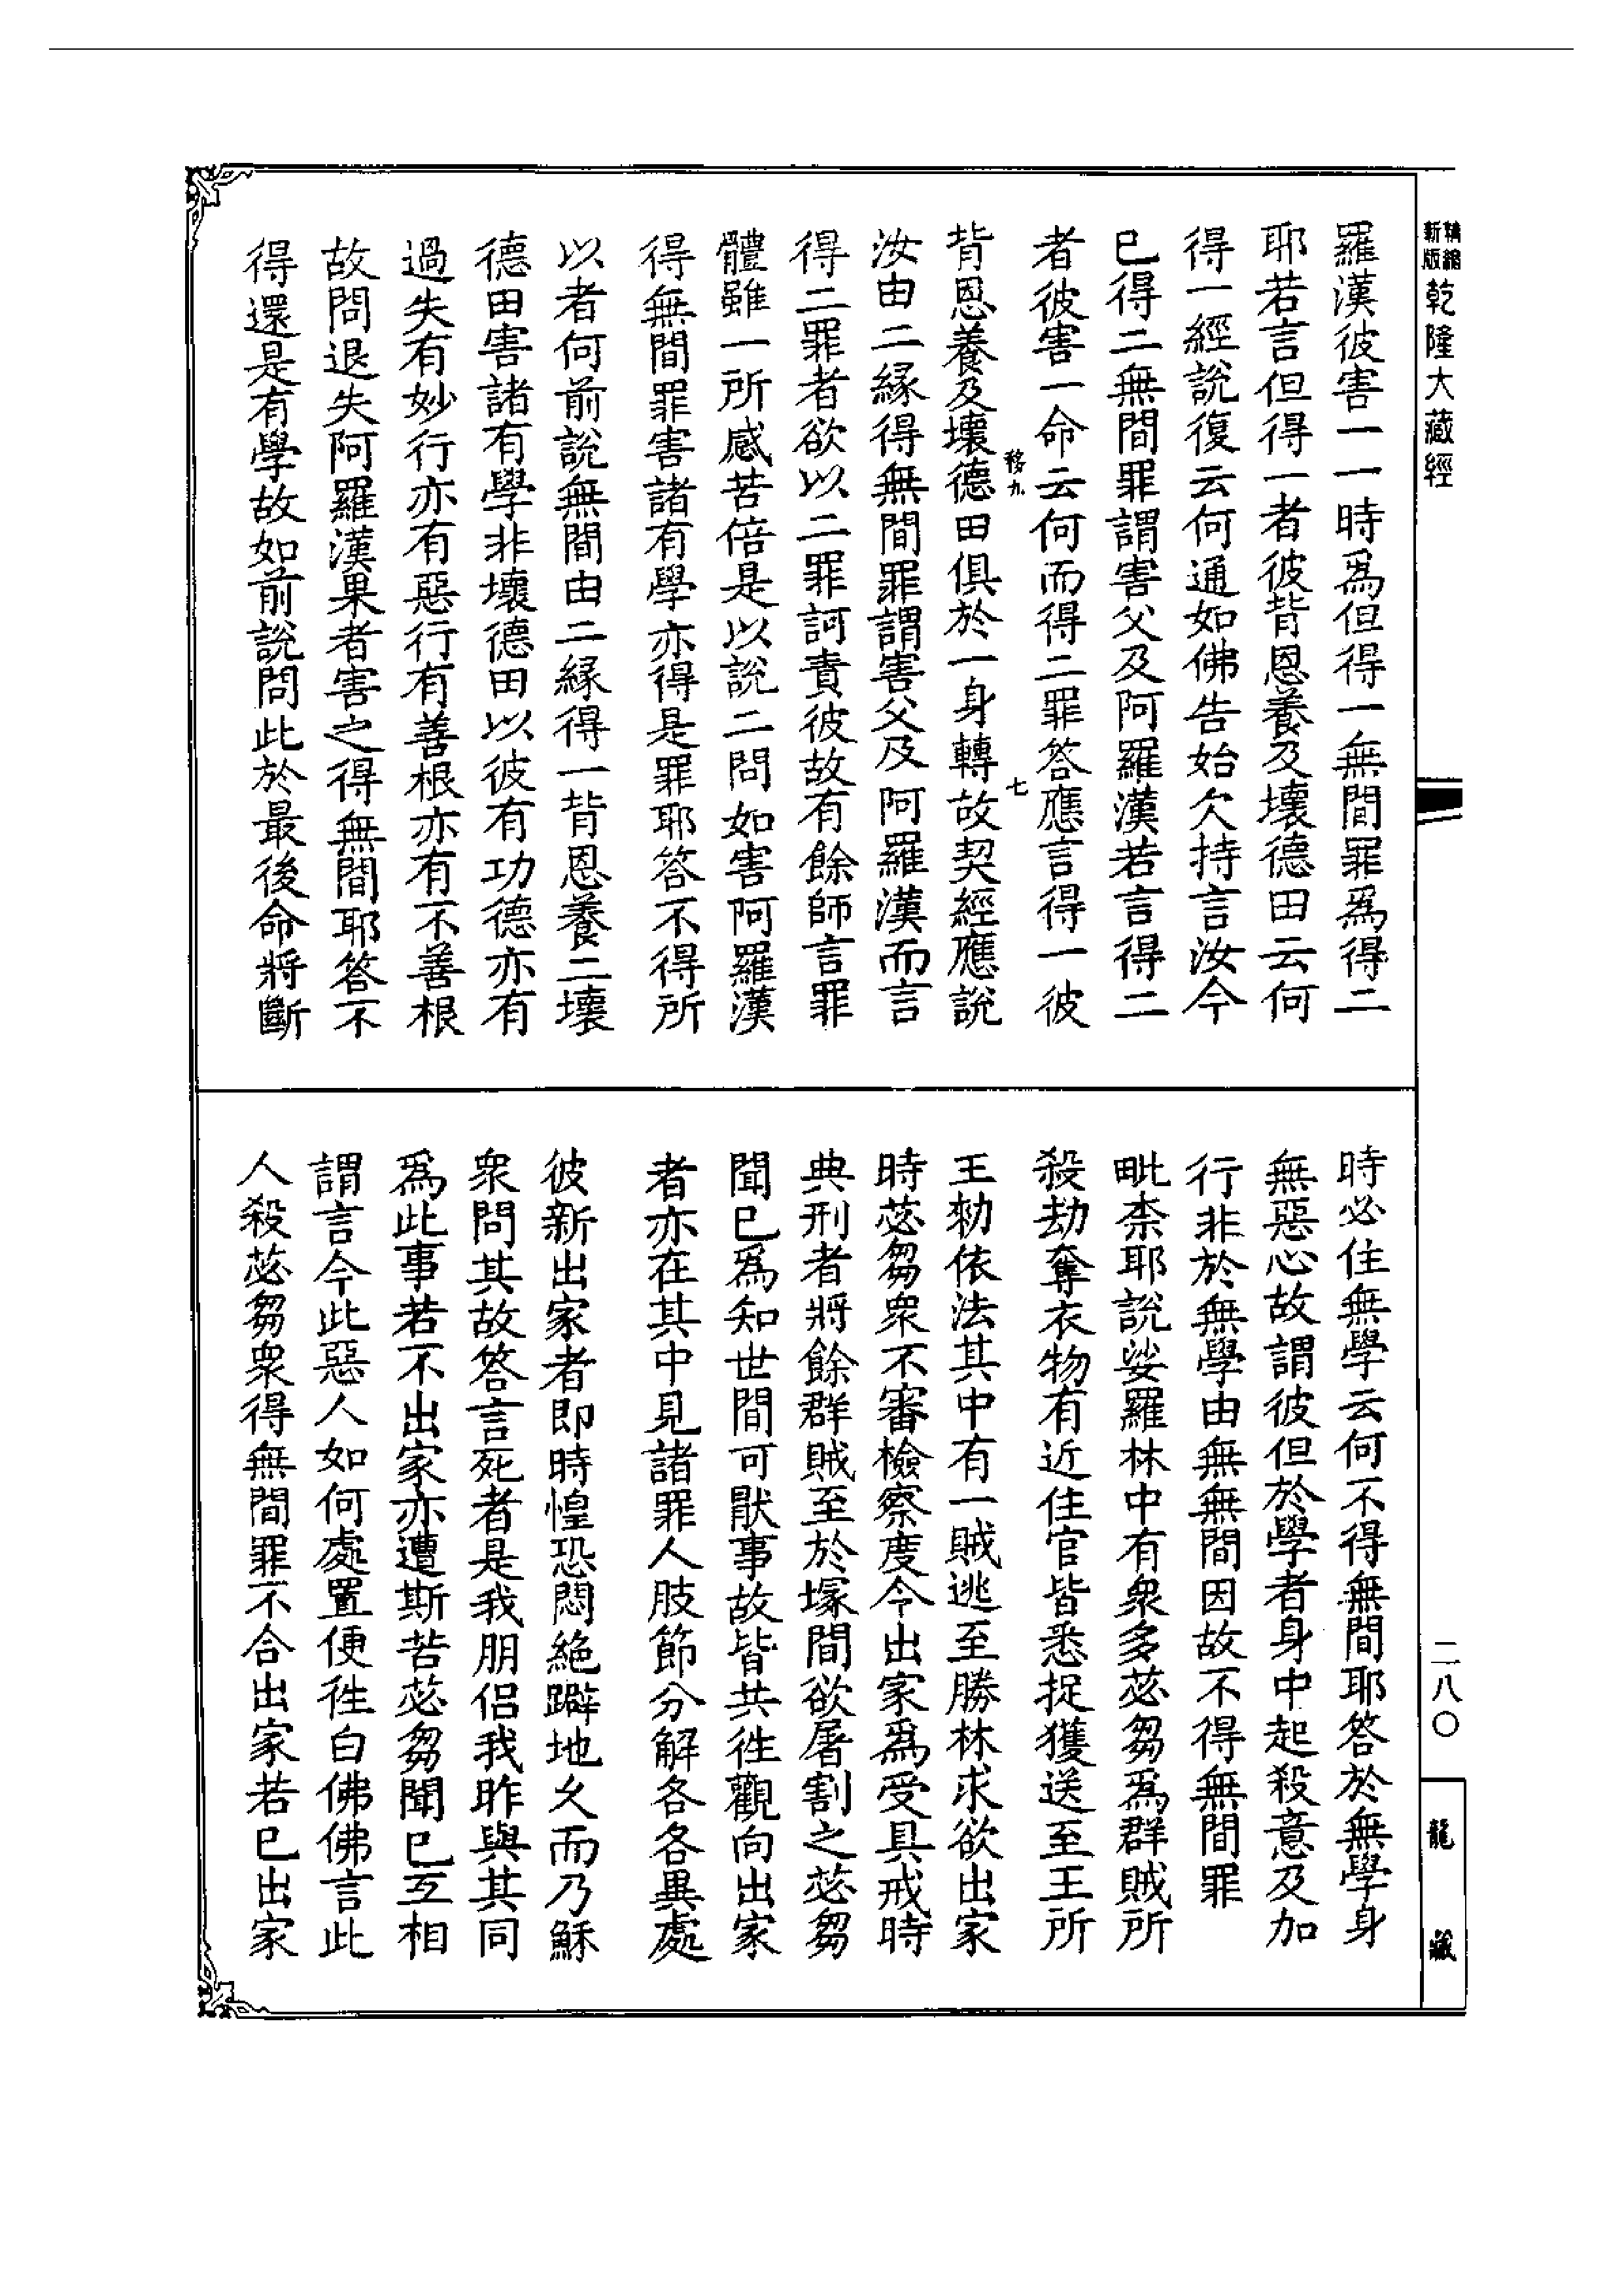 新版精縮乾隆大藏經
羅漢彼害一一時爲但得一無間罪爲得二
耶若言但得一者彼背恩養及壞德田云何
得一經說復云何通如佛告始欠持言汝今
已得二無間罪謂害父及阿羅漢若言得二
者彼害一命云何而得二罪答應言得一彼
移九 七
背恩養及壞德田俱於一身轉故契經應說
汝由二緣得無間罪謂害父及阿羅漢而言
得二罪者欲以二罪訶責彼故有餘師言罪
體雖一所感苦倍是以說二問如害阿羅漢
得無間罪害諸有學亦得是罪耶答不得所
以者何前說無間由二緣得一背恩養二壞
德田害諸有學非壞德田以彼有功德亦有
過失有妙行亦有惡行有善根亦有不善根
故問退失阿羅漢果者害之得無間耶答不
得還是有學故如前說問此於最後命將斷
時必住無學云何不得無間耶答於無學身
無惡心故謂彼但於學者身中起殺意及加
行非於無學由無無間因故不得無間罪
毗柰耶說娑羅林中有衆多苾芻爲群賊所
殺劫奪衣物有近住官皆悉捉獲送至王所
王勑依法其中有一賊逃至勝林求欲出家
時苾芻衆不審檢察度令出家爲受具戒時
典刑者將餘群賊至於塚間欲屠割之苾芻
聞已爲知世間可猒事故皆共徃觀向出家
者亦在其中見諸罪人肢節分解各各異處
彼新出家者即時惶恐悶絕躃地久而乃穌
衆問其故答言死者是我朋侶我昨與其同
爲此事若不出家亦遭斯苦苾芻聞已互相
謂言今此惡人如何處置便徃白佛佛言此
人殺苾芻衆得無間罪不合出家若已出家
二八〇
龍藏